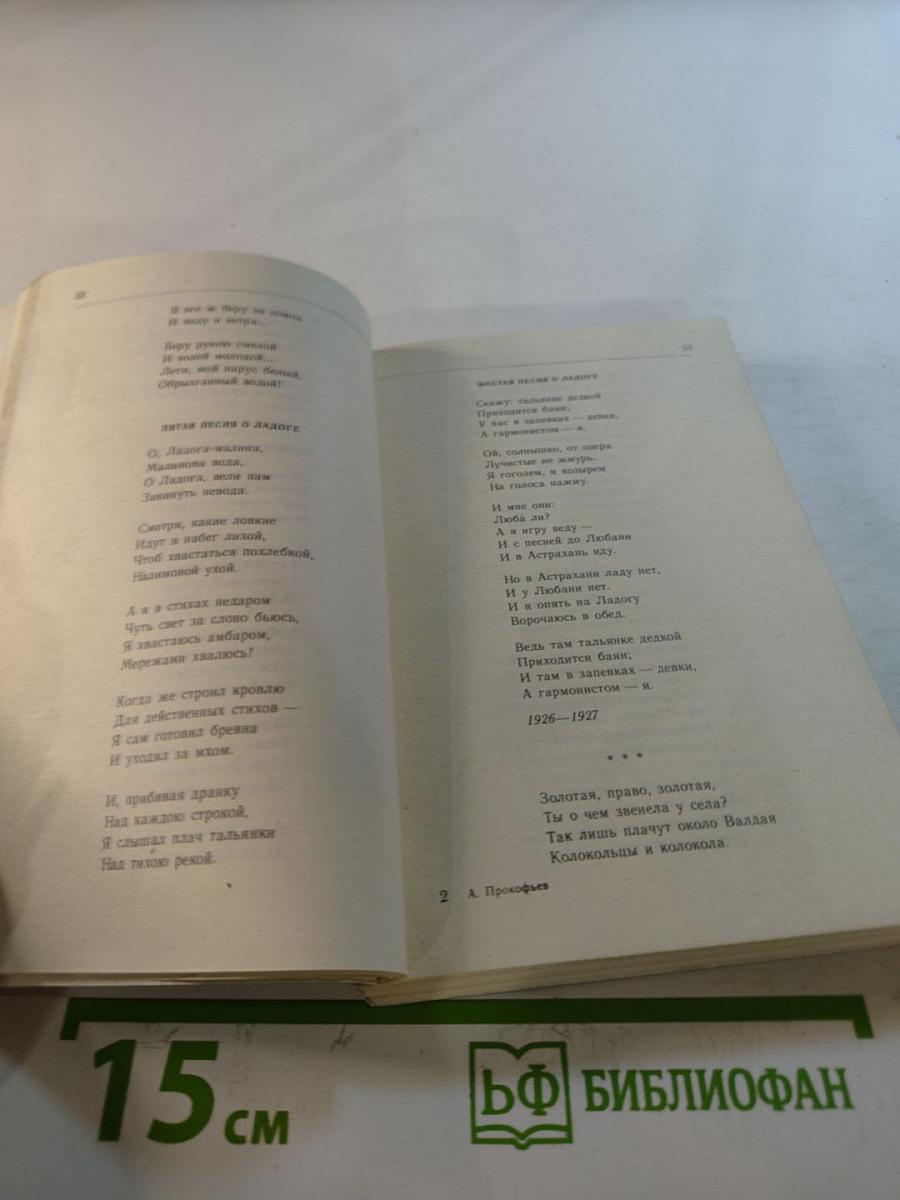 32
Я его ж беру за повод
И воду и ветра...
Беру рукою смелой
И волей молодой...
Лети, мой парус белый,
Обрызганный водой!
ПЯТАЯ ПЕСНЯ О ЛАДОГЕ
О, Ладога-малина,
Малинова вода,
О Ладога, вели нам
Закинуть невода.
Смотри, какие ловкие
Идут в набег лихой,
Чтоб хвастаться похлебкой,
Налимовой ухой.
А я в стихах недаром
Чуть свет за слово бьюсь,
Я хвастаюсь амбаром,
Мережами хвалюсь!
Когда же строил кровлю
Для действенных стихов —
Я сам готовил бревна
И уходил за мхом.
И, прибивая дранку
Над каждою строкой,
Я слышал плач тальянки
Над тихою рекой.
33
ШЕСТАЯ ПЕСНЯ О ЛАДОГЕ
Скажу: тальянке дедкой
Приходится баян;
У нас в запевках — девки,
А гармонистом — я.
Ой, солнышко, от озера
Лучистые не жмурь.
Я гоголем, я козырем
На голоса нажму.
И мне они:
Люба́ ли?
А я игру веду —
И с песней до Любани
И в Астрахань иду.
Но в Астрахани ладу нет,
И у Любани нет.
И я опять на Ладогу
Ворочаюсь в обед.
Ведь там тальянке дедкой
Приходится баян;
И там в запевках — девки,
А гармонистом — я.
1926—1927
* * *
Золотая, право, золотая,
Ты о чем звенела у села?
Так лишь плачут около Валдая
Колокольцы и колокола.
2 А. Прокофьев
15 см
БФ БИБЛИОФАН